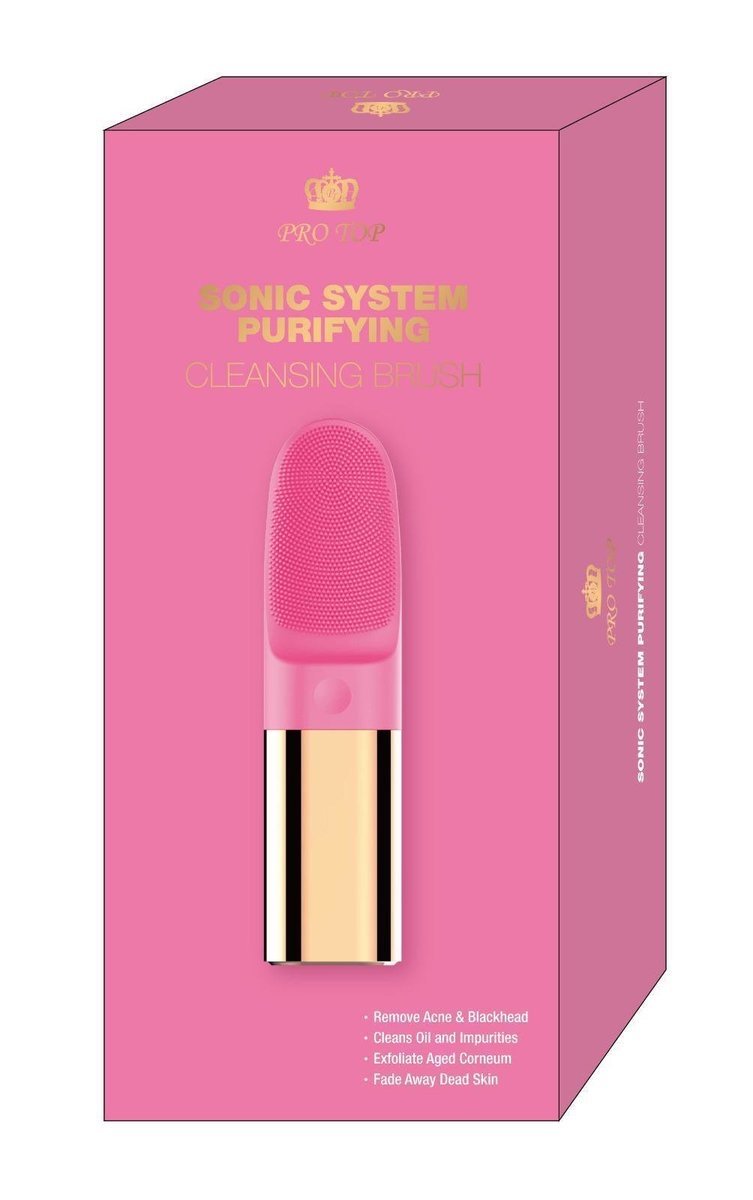 PRO TOP
PRO TOP
SONIC SYSTEM
PURIFYING
CLEANSING BRUSH
• Remove Acne & Blackhead
• Cleans Oil and Impurities
• Exfoliate Aged Corneum
• Fade Away Dead Skin
PRO TOP
SONIC SYSTEM PURIFYING CLEANSING BRUSH